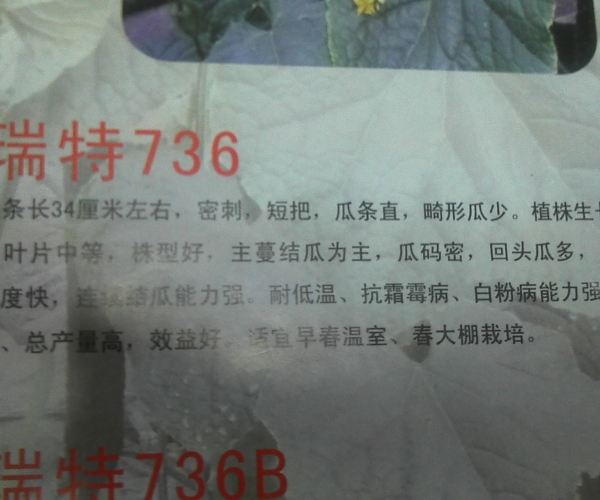 瑞特736
条长34厘米左右，密刺，短把，瓜条直，畸形瓜少。植株生
叶片中等，株型好，主蔓结瓜为主，瓜码密，回头瓜多，
度快，连续结瓜能力强。耐低温、抗霜霉病、白粉病能力强
、总产量高，效益好　适宜早春温室、春大棚栽培。
瑞特736B